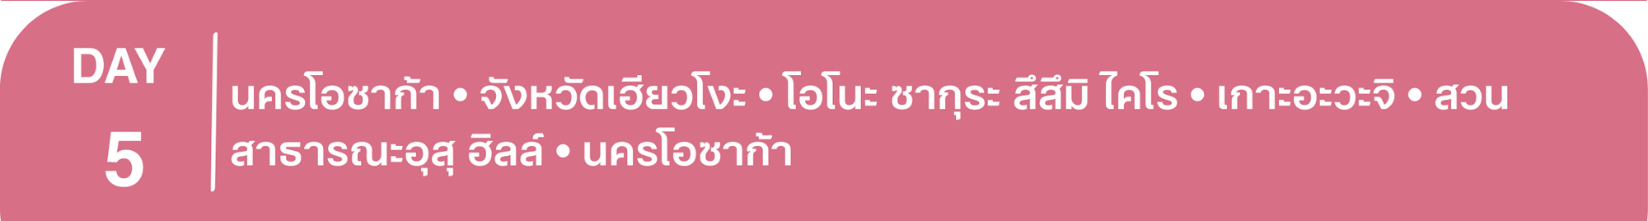 DAY
5
นครโอซาก้า • จังหวัดเฮียวโงะ • โอโนะ ซากุระ สึสึมิ ไคโร • เกาะอะวะจิ • สวน
สาธารณะอุสุ ฮิลล์ • นครโอซาก้า